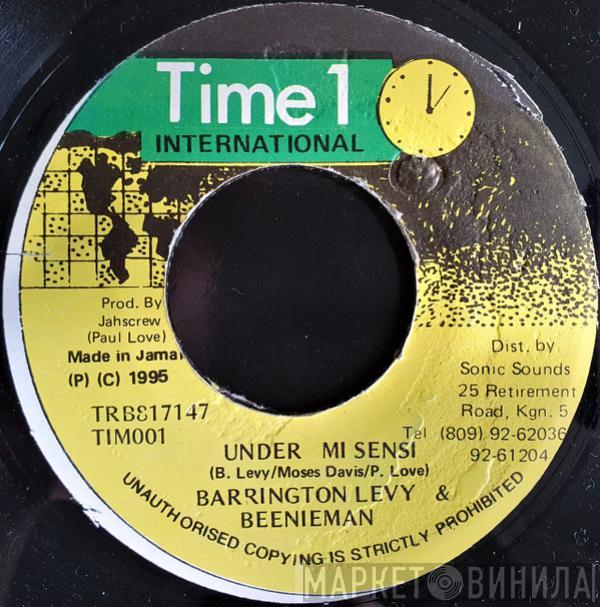 Time 1
INTERNATIONAL
Prod. By
Jahscrew
(Paul Love)
Made in Jamai
(P) (C) 1995
TRB817147
TIM001
Dist. by
Sonic Sounds
25 Retirement
Road, Kgn. 5
Tel (809) 92-62036
92-61204
UNDER MI SENSI
(B. Levy/Moses Davis/P. Love)
BARRINGTON LEVY &
BEENIEMAN
UNAUTHORISED COPYING IS STRICTLY PROHIBITED
МАРКЕТ ВИНИЛА